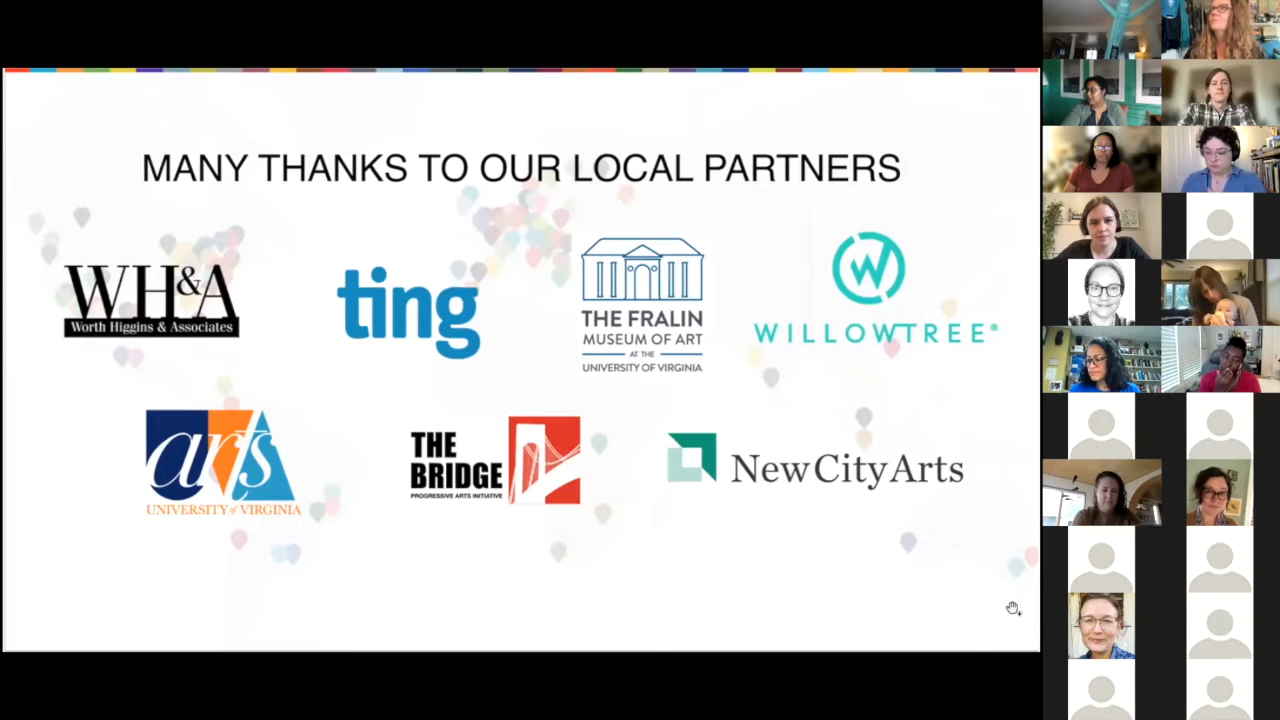 MANY THANKS TO OUR LOCAL PARTNERS
WH&A
Worth Higgins & Associates
ting
THE FRALIN
MUSEUM OF ART
AT THE
UNIVERSITY OF VIRGINIA
W
WILLOWTREE®
arts
UNIVERSITY of VIRGINIA
THE
BRIDGE
PROGRESSIVE ARTS INITIATIVE
NewCityArts